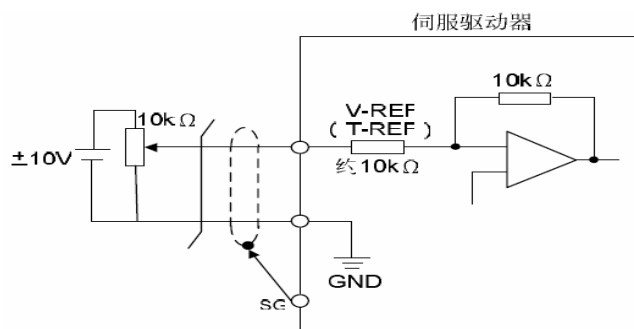 伺服驱动器
10kΩ
V-REF
(T-REF)
10kΩ
±10V
约10kΩ
GND
SG